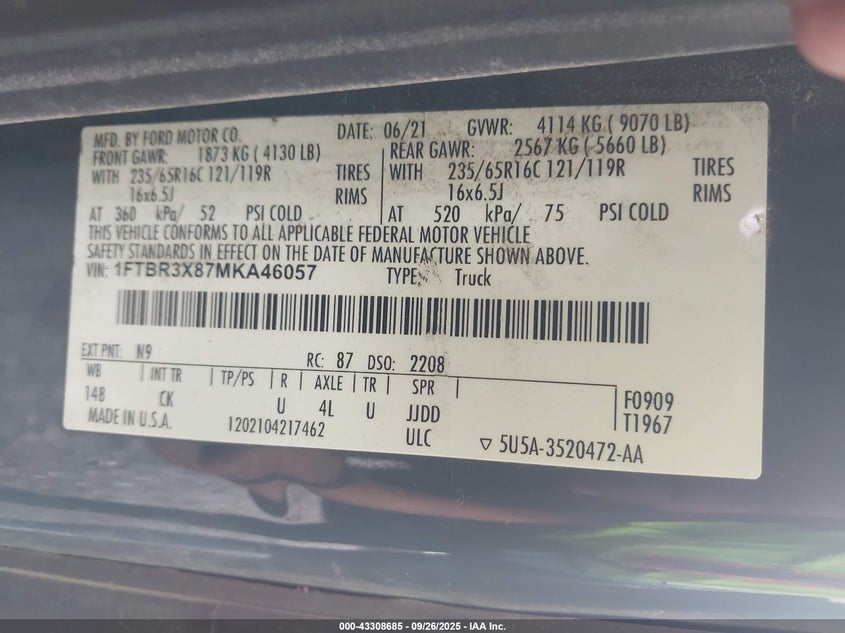 MFD. BY FORD MOTOR CO. DATE: 06/21 GVWR: 4114 KG ( 9070 LB)
FRONT GAWR: 1873 KG ( 4130 LB) REAR GAWR: 2567 KG ( 5660 LB)
WITH 235/65R16C 121/119R TIRES WITH 235/65R16C 121/119R TIRES
16x6.5J RIMS 16x6.5J RIMS
AT 360 kPa/ 52 PSI COLD AT 520 kPa/ 75 PSI COLD
THIS VEHICLE CONFORMS TO ALL APPLICABLE FEDERAL MOTOR VEHICLE
SAFETY STANDARDS IN EFFECT ON THE DATE OF MANUFACTURE SHOWN ABOVE.
VIN: 1FTBR3X87MKA46057 TYPE: Truck
EXT PNT: N9 RC: 87 DSO: 2208
WB INT TR TP/PS R AXLE TR SPR
148 CK U 4L U JJDD F0909
MADE IN U.S.A. 1202104217462 ULC T1967
▽ 5U5A-3520472-AA
000-43308685 - 09/26/2025 - IAA Inc.